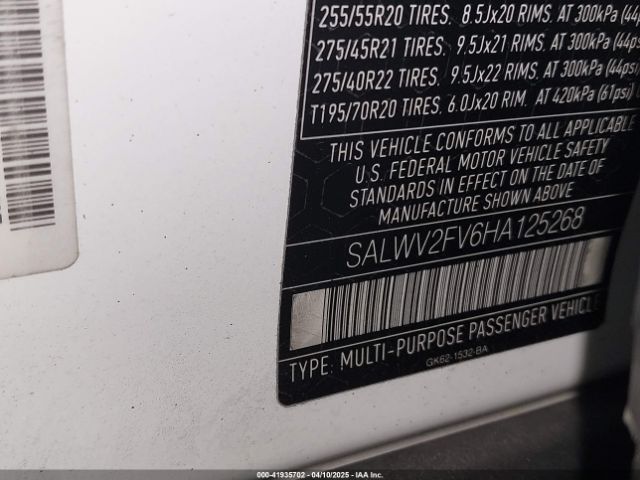 255/55R20 TIRES. 8.5Jx20 RIMS. AT 300kPa (44p
275/45R21 TIRES. 9.5Jx21 RIMS. AT 300kPa (44ps
275/40R22 TIRES. 9.5Jx22 RIMS. AT 300kPa (44psi)
T195/70R20 TIRES. 6.0Jx20 RIM. AT 420kPa (61psi)
THIS VEHICLE CONFORMS TO ALL APPLICABLE
U.S. FEDERAL MOTOR VEHICLE SAFETY
STANDARDS IN EFFECT ON THE DATE OF
MANUFACTURE SHOWN ABOVE
SALWV2FV6HA125268
TYPE: MULTI-PURPOSE PASSENGER VEHICLE
GK62-1532-BA
000-41935702 - 04/10/2025 - IAA Inc.